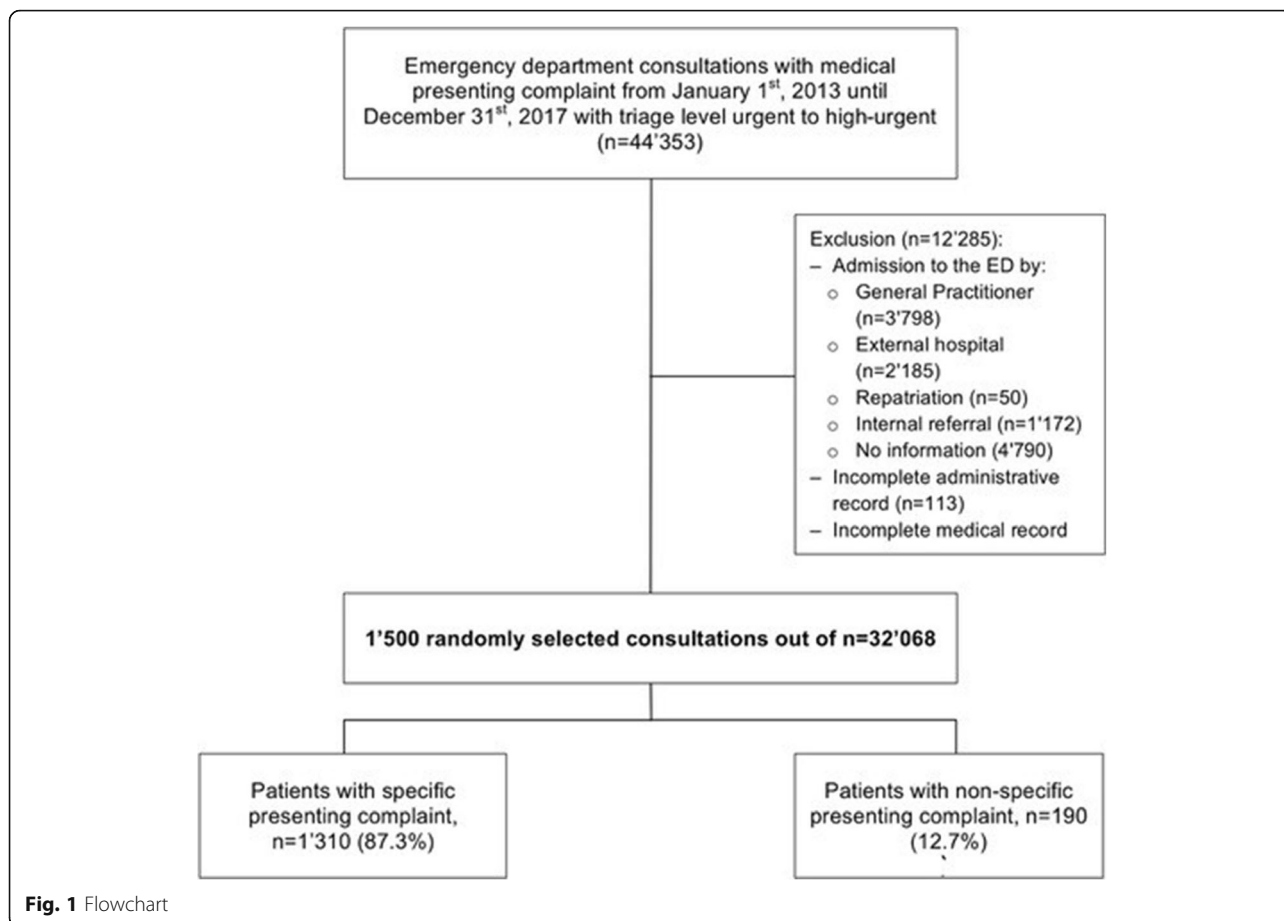 Emergency department consultations with medical
presenting complaint from January 1st, 2013 until
December 31st, 2017 with triage level urgent to high-urgent
(n=44’353)
Exclusion (n=12’285):
– Admission to the ED by:
o General Practitioner
(n=3'798)
o External hospital
(n=2'185)
o Repatriation (n=50)
o Internal referral (n=1'172)
o No information (4'790)
– Incomplete administrative
record (n=113)
– Incomplete medical record
1’500 randomly selected consultations out of n=32’068
Patients with specific
presenting complaint,
n=1’310 (87.3%)
Patients with non-specific
presenting complaint, n=190
(12.7%)
Fig. 1 Flowchart